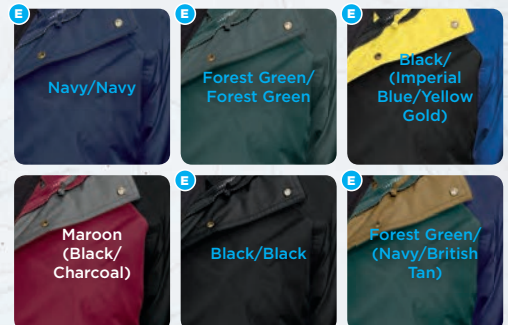 E
Navy/Navy
E
Forest Green/
Forest Green
E
Black/
(Imperial
Blue/Yellow
Gold)
Maroon
(Black/
Charcoal)
E
Black/Black
E
Forest Green/
(Navy/British
Tan)